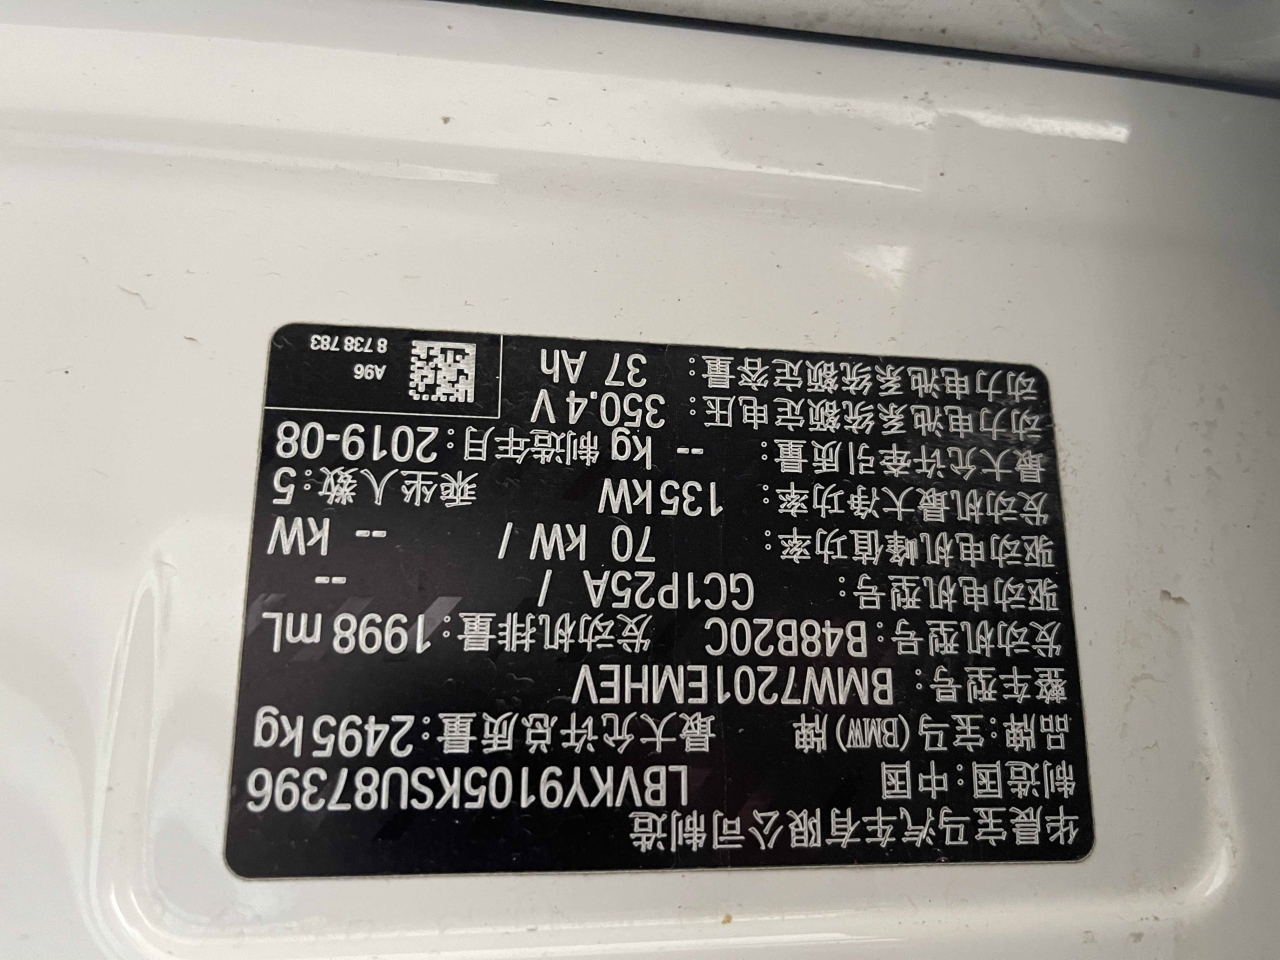 华晨宝马汽车有限公司制造
制造国：中国 LBVKY9105KSU87396
品牌：宝马(BMW)牌 最大允许总质量：2495kg
整车型号：BMW7201EMHEV
发动机型号：B48B20C 发动机排量：1998 mL
驱动电机型号： GC1P25A / --
驱动电机峰值功率： 70 kW / -- kW
发动机最大净功率： 135kW 乘坐人数：5
最大允许牵引质量： -- kg 制造年月：2019-08
动力电池系统额定电压：350.4 V
动力电池系统额定容量： 37 Ah
A96
8 738 783